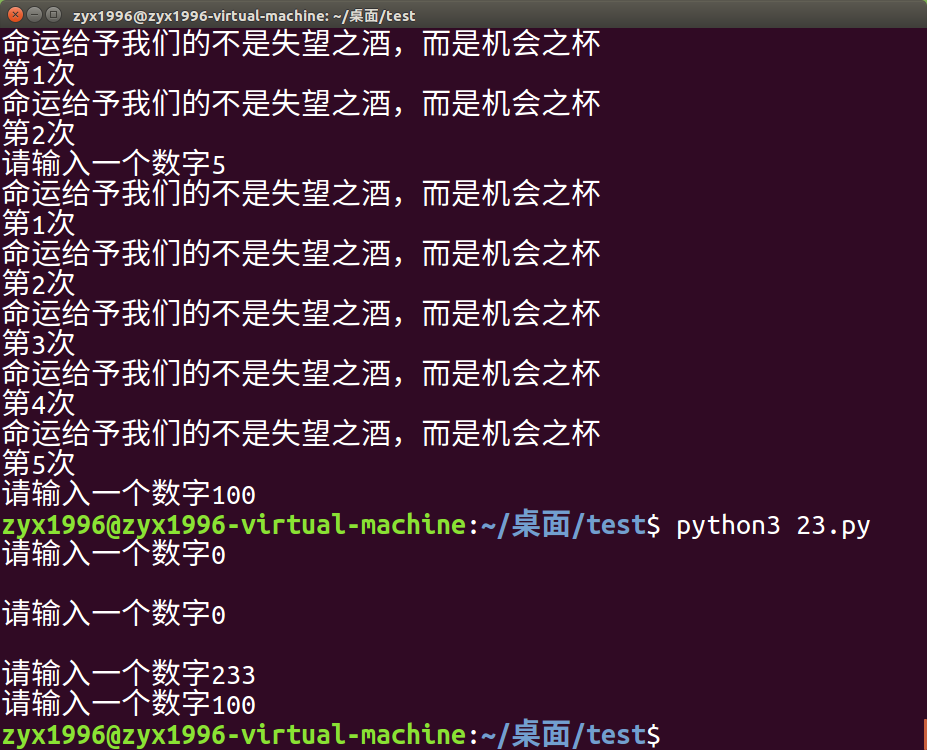 zyx1996@zyx1996-virtual-machine: ~/桌面/test
命运给予我们的不是失望之酒，而是机会之杯
第1次
命运给予我们的不是失望之酒，而是机会之杯
第2次
请输入一个数字5
命运给予我们的不是失望之酒，而是机会之杯
第1次
命运给予我们的不是失望之酒，而是机会之杯
第2次
命运给予我们的不是失望之酒，而是机会之杯
第3次
命运给予我们的不是失望之酒，而是机会之杯
第4次
命运给予我们的不是失望之酒，而是机会之杯
第5次
请输入一个数字100
zyx1996@zyx1996-virtual-machine:~/桌面/test$ python3 23.py
请输入一个数字0
请输入一个数字0
请输入一个数字233
请输入一个数字100
zyx1996@zyx1996-virtual-machine:~/桌面/test$